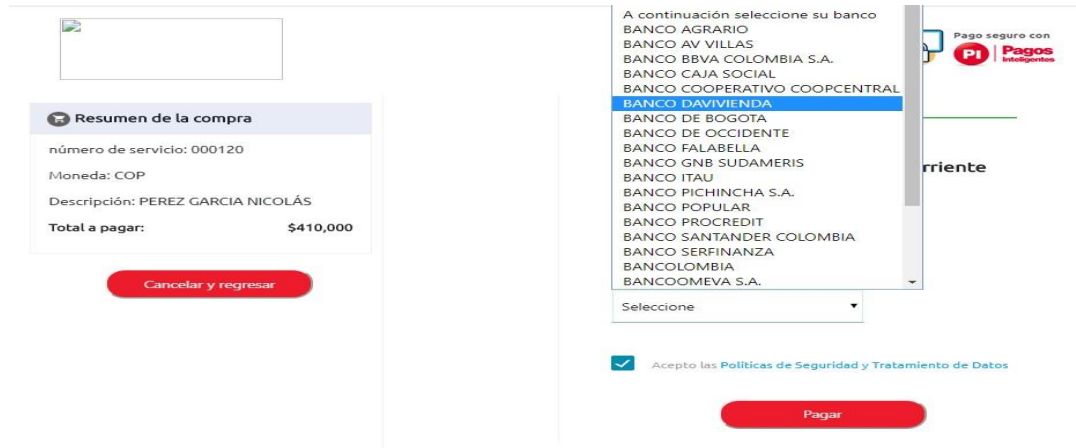 Resumen de la compra
número de servicio: 000120
Moneda: COP
Descripción: PEREZ GARCIA NICOLÁS
Total a pagar: $410,000
Cancelar y regresar
A continuación seleccione su banco
BANCO AGRARIO
BANCO AV VILLAS
BANCO BBVA COLOMBIA S.A.
BANCO CAJA SOCIAL
BANCO COOPERATIVO COOPCENTRAL
BANCO DAVIVIENDA
BANCO DE BOGOTA
BANCO DE OCCIDENTE
BANCO FALABELLA
BANCO GNB SUDAMERIS
BANCO ITAU
BANCO PICHINCHA S.A.
BANCO POPULAR
BANCO PROCREDIT
BANCO SANTANDER COLOMBIA
BANCO SERFINANZA
BANCOLOMBIA
BANCOOMEVA S.A.
Seleccione
Pago seguro con
PI Pagos
Inteligentes
rriente
Acepto las Políticas de Seguridad y Tratamiento de Datos
Pagar